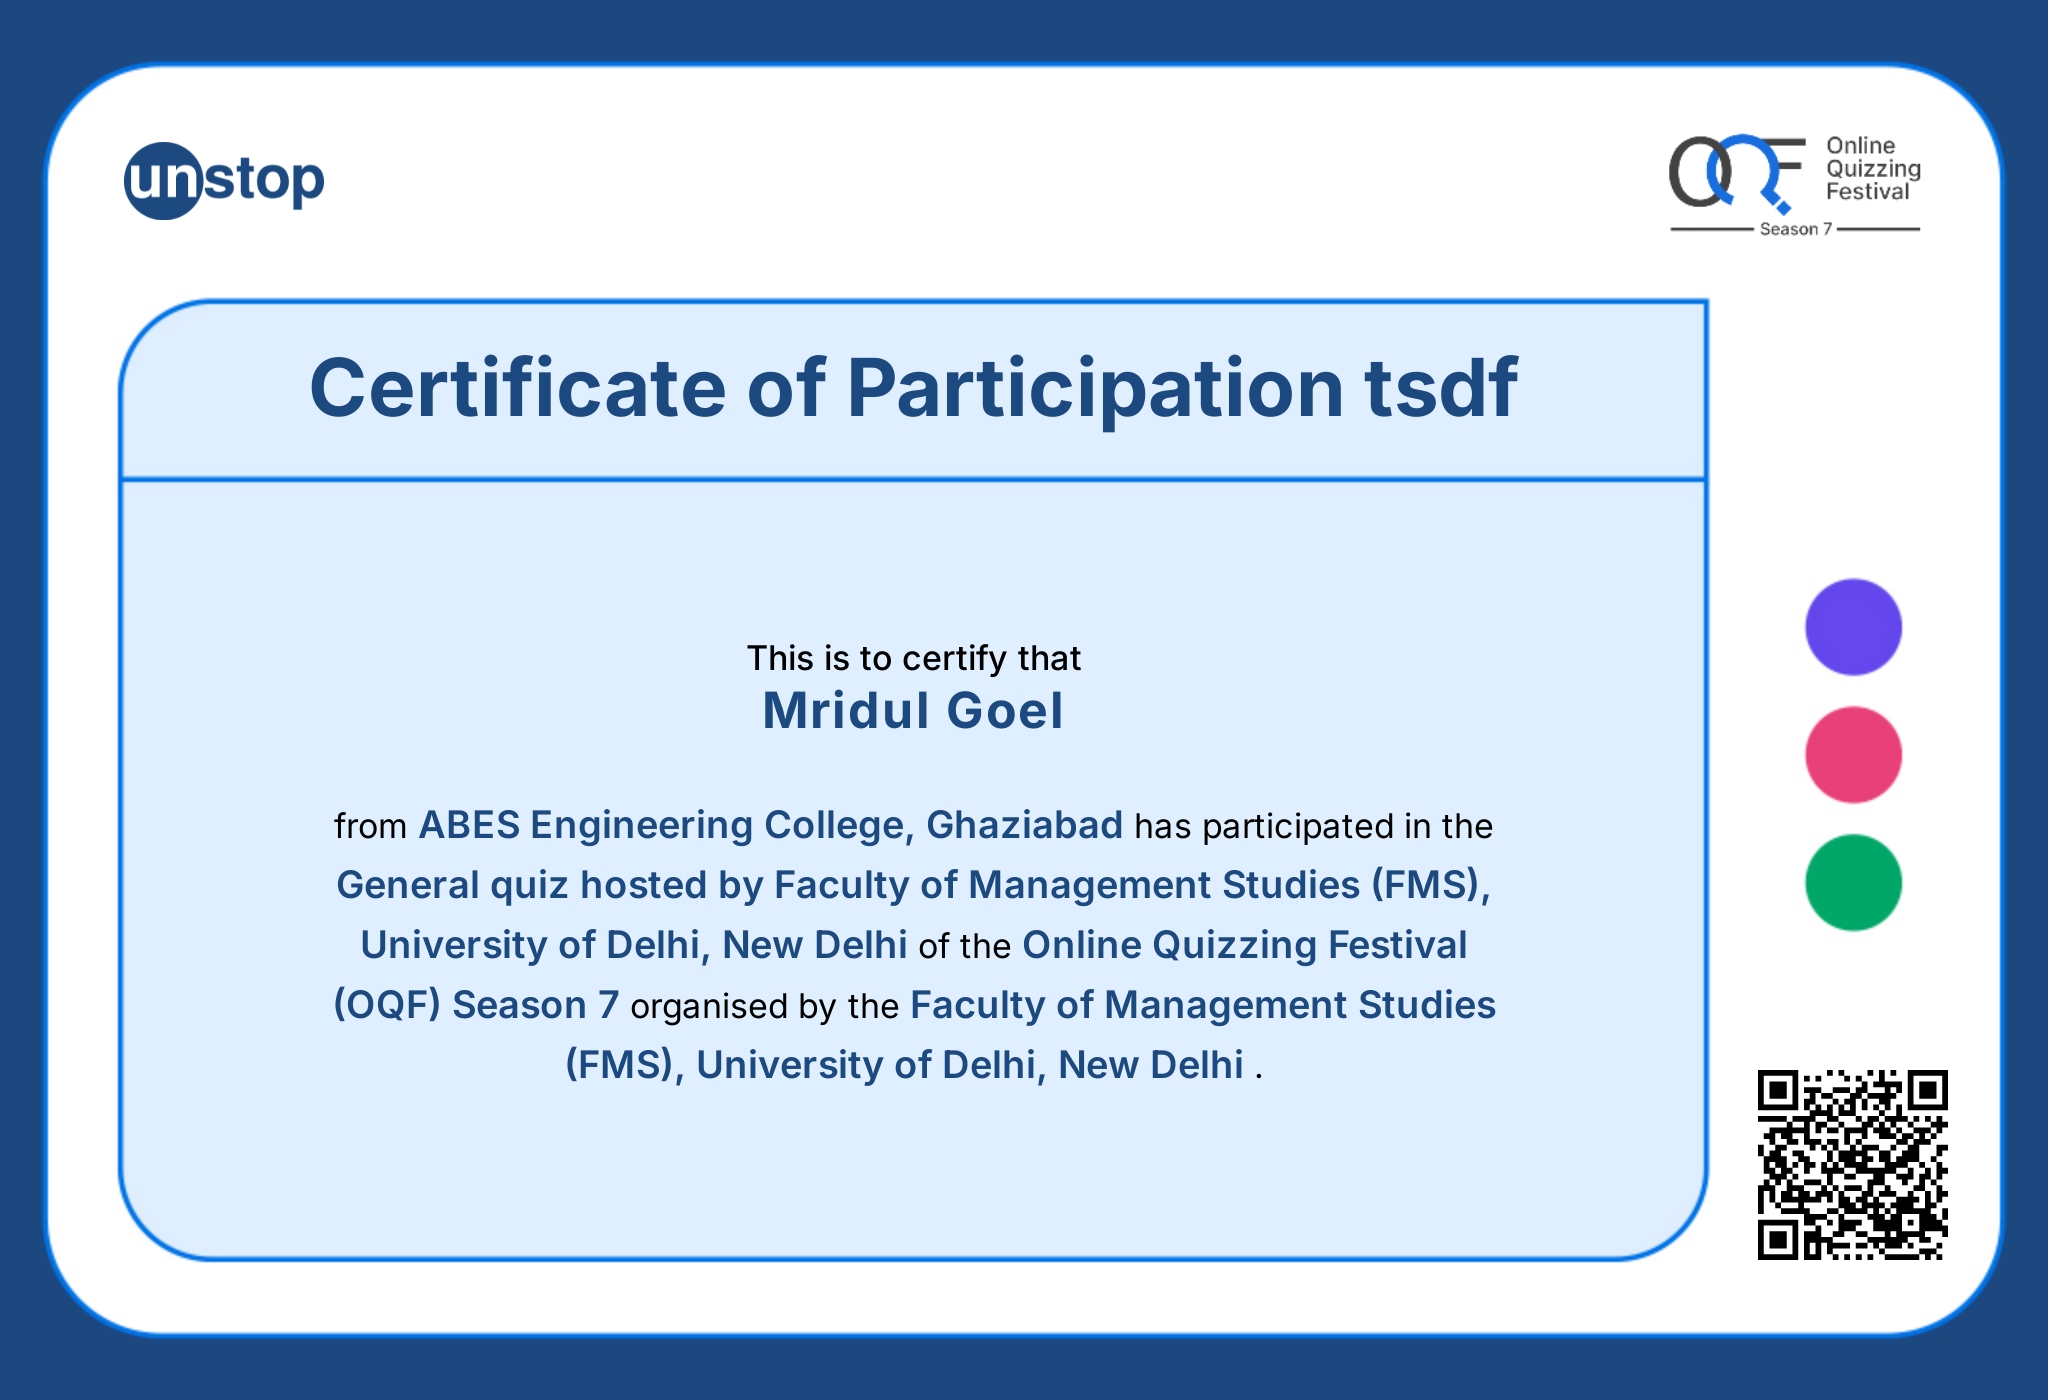 unstop
OQF
Online
Quizzing
Festival
Season 7
Certificate of Participation tsdf
This is to certify that
Mridul Goel
from ABES Engineering College, Ghaziabad has participated in the
General quiz hosted by Faculty of Management Studies (FMS),
University of Delhi, New Delhi of the Online Quizzing Festival
(OQF) Season 7 organised by the Faculty of Management Studies
(FMS), University of Delhi, New Delhi .